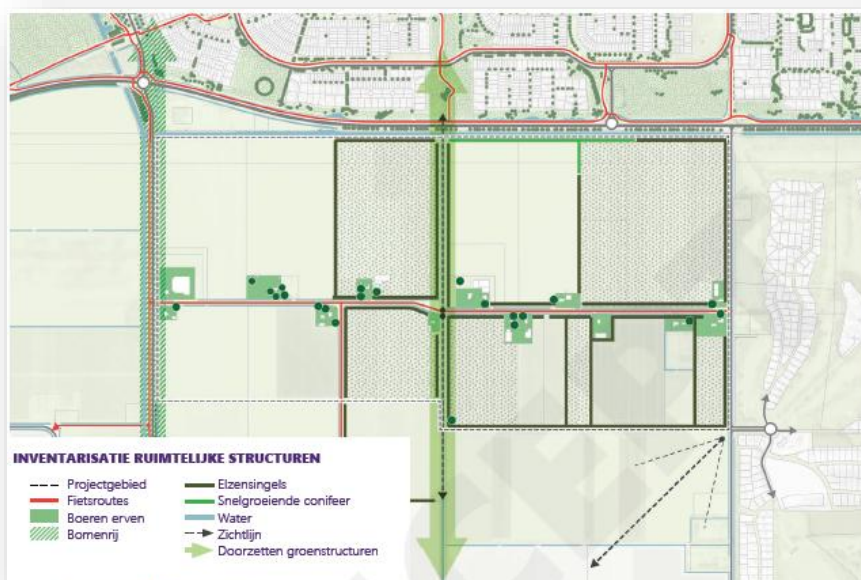 INVENTARISATIE RUIMTELIJKE STRUCTUREN
Projectgebied
Fietsroutes
Boeren erven
Bomenrij
Elzensingels
Snelgroeiende conifeer
Water
Zichtlijn
Doorzetten groenstructuren